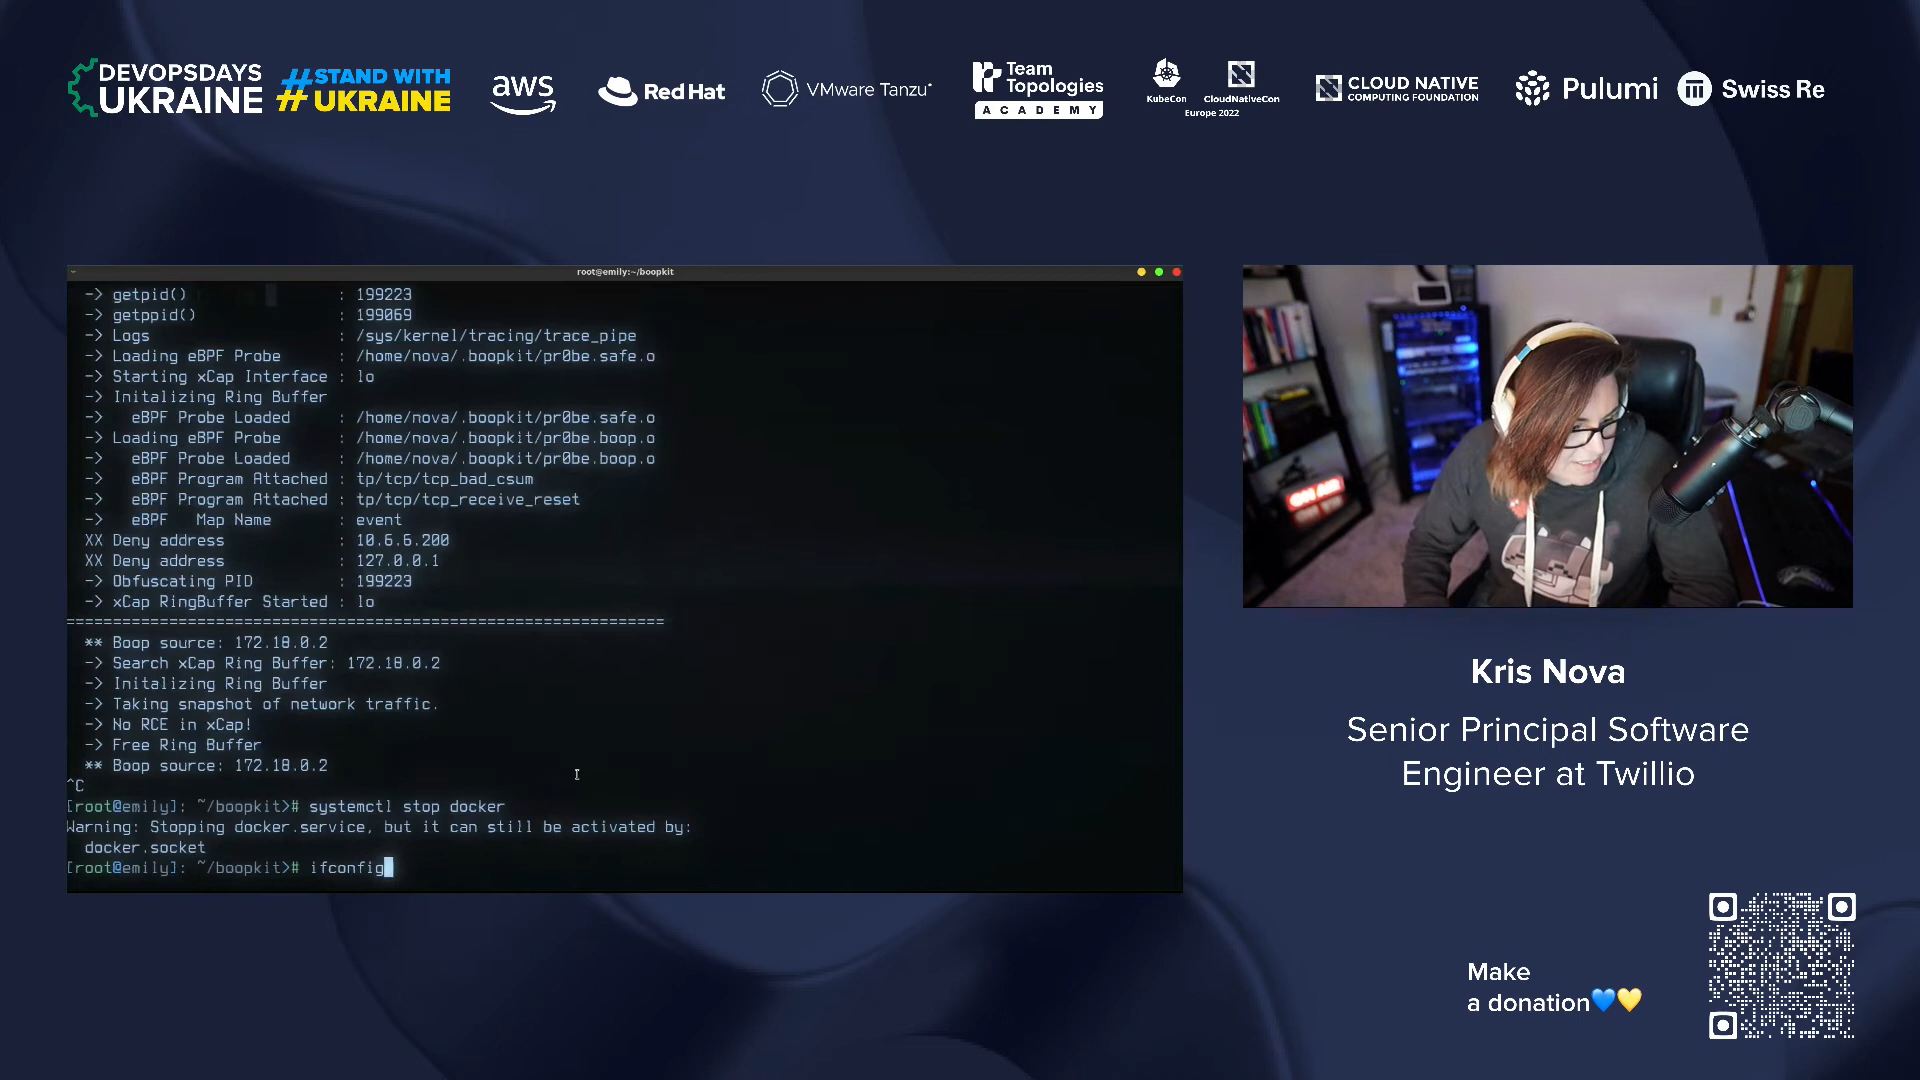 DEVOPSDAYS
UKRAINE
#STAND WITH
UKRAINE
aws
Red Hat
VMware Tanzu
Team
Topologies
ACADEMY
KubeCon
CloudNativeCon
Europe 2022
CLOUD NATIVE
COMPUTING FOUNDATION
Pulumi
Swiss Re
root@emily:~/boopkit
-> getpid() : 199223
-> getppid() : 199069
-> Logs : /sys/kernel/tracing/trace_pipe
-> Loading eBPF Probe : /home/nova/.boopkit/pr0be.safe.o
-> Starting xCap Interface : lo
-> Initalizing Ring Buffer
-> eBPF Probe Loaded : /home/nova/.boopkit/pr0be.safe.o
-> Loading eBPF Probe : /home/nova/.boopkit/pr0be.boop.o
-> eBPF Probe Loaded : /home/nova/.boopkit/pr0be.boop.o
-> eBPF Program Attached : tp/tcp/tcp_bad_csum
-> eBPF Program Attached : tp/tcp/tcp_receive_reset
-> eBPF Map Name : event
XX Deny address : 10.6.6.200
XX Deny address : 127.0.0.1
-> Obfuscating PID : 199223
-> xCap RingBuffer Started : lo
================================================================
** Boop source: 172.18.0.2
-> Search xCap Ring Buffer: 172.18.0.2
-> Initalizing Ring Buffer
-> Taking snapshot of network traffic.
-> No RCE in xCap!
-> Free Ring Buffer
** Boop source: 172.18.0.2
^C
[root@emily]: ~/boopkit># systemctl stop docker
Warning: Stopping docker.service, but it can still be activated by:
docker.socket
[root@emily]: ~/boopkit># ifconfig
ON AIR
Kris Nova
Senior Principal Software
Engineer at Twillio
Make
a donation💙💛